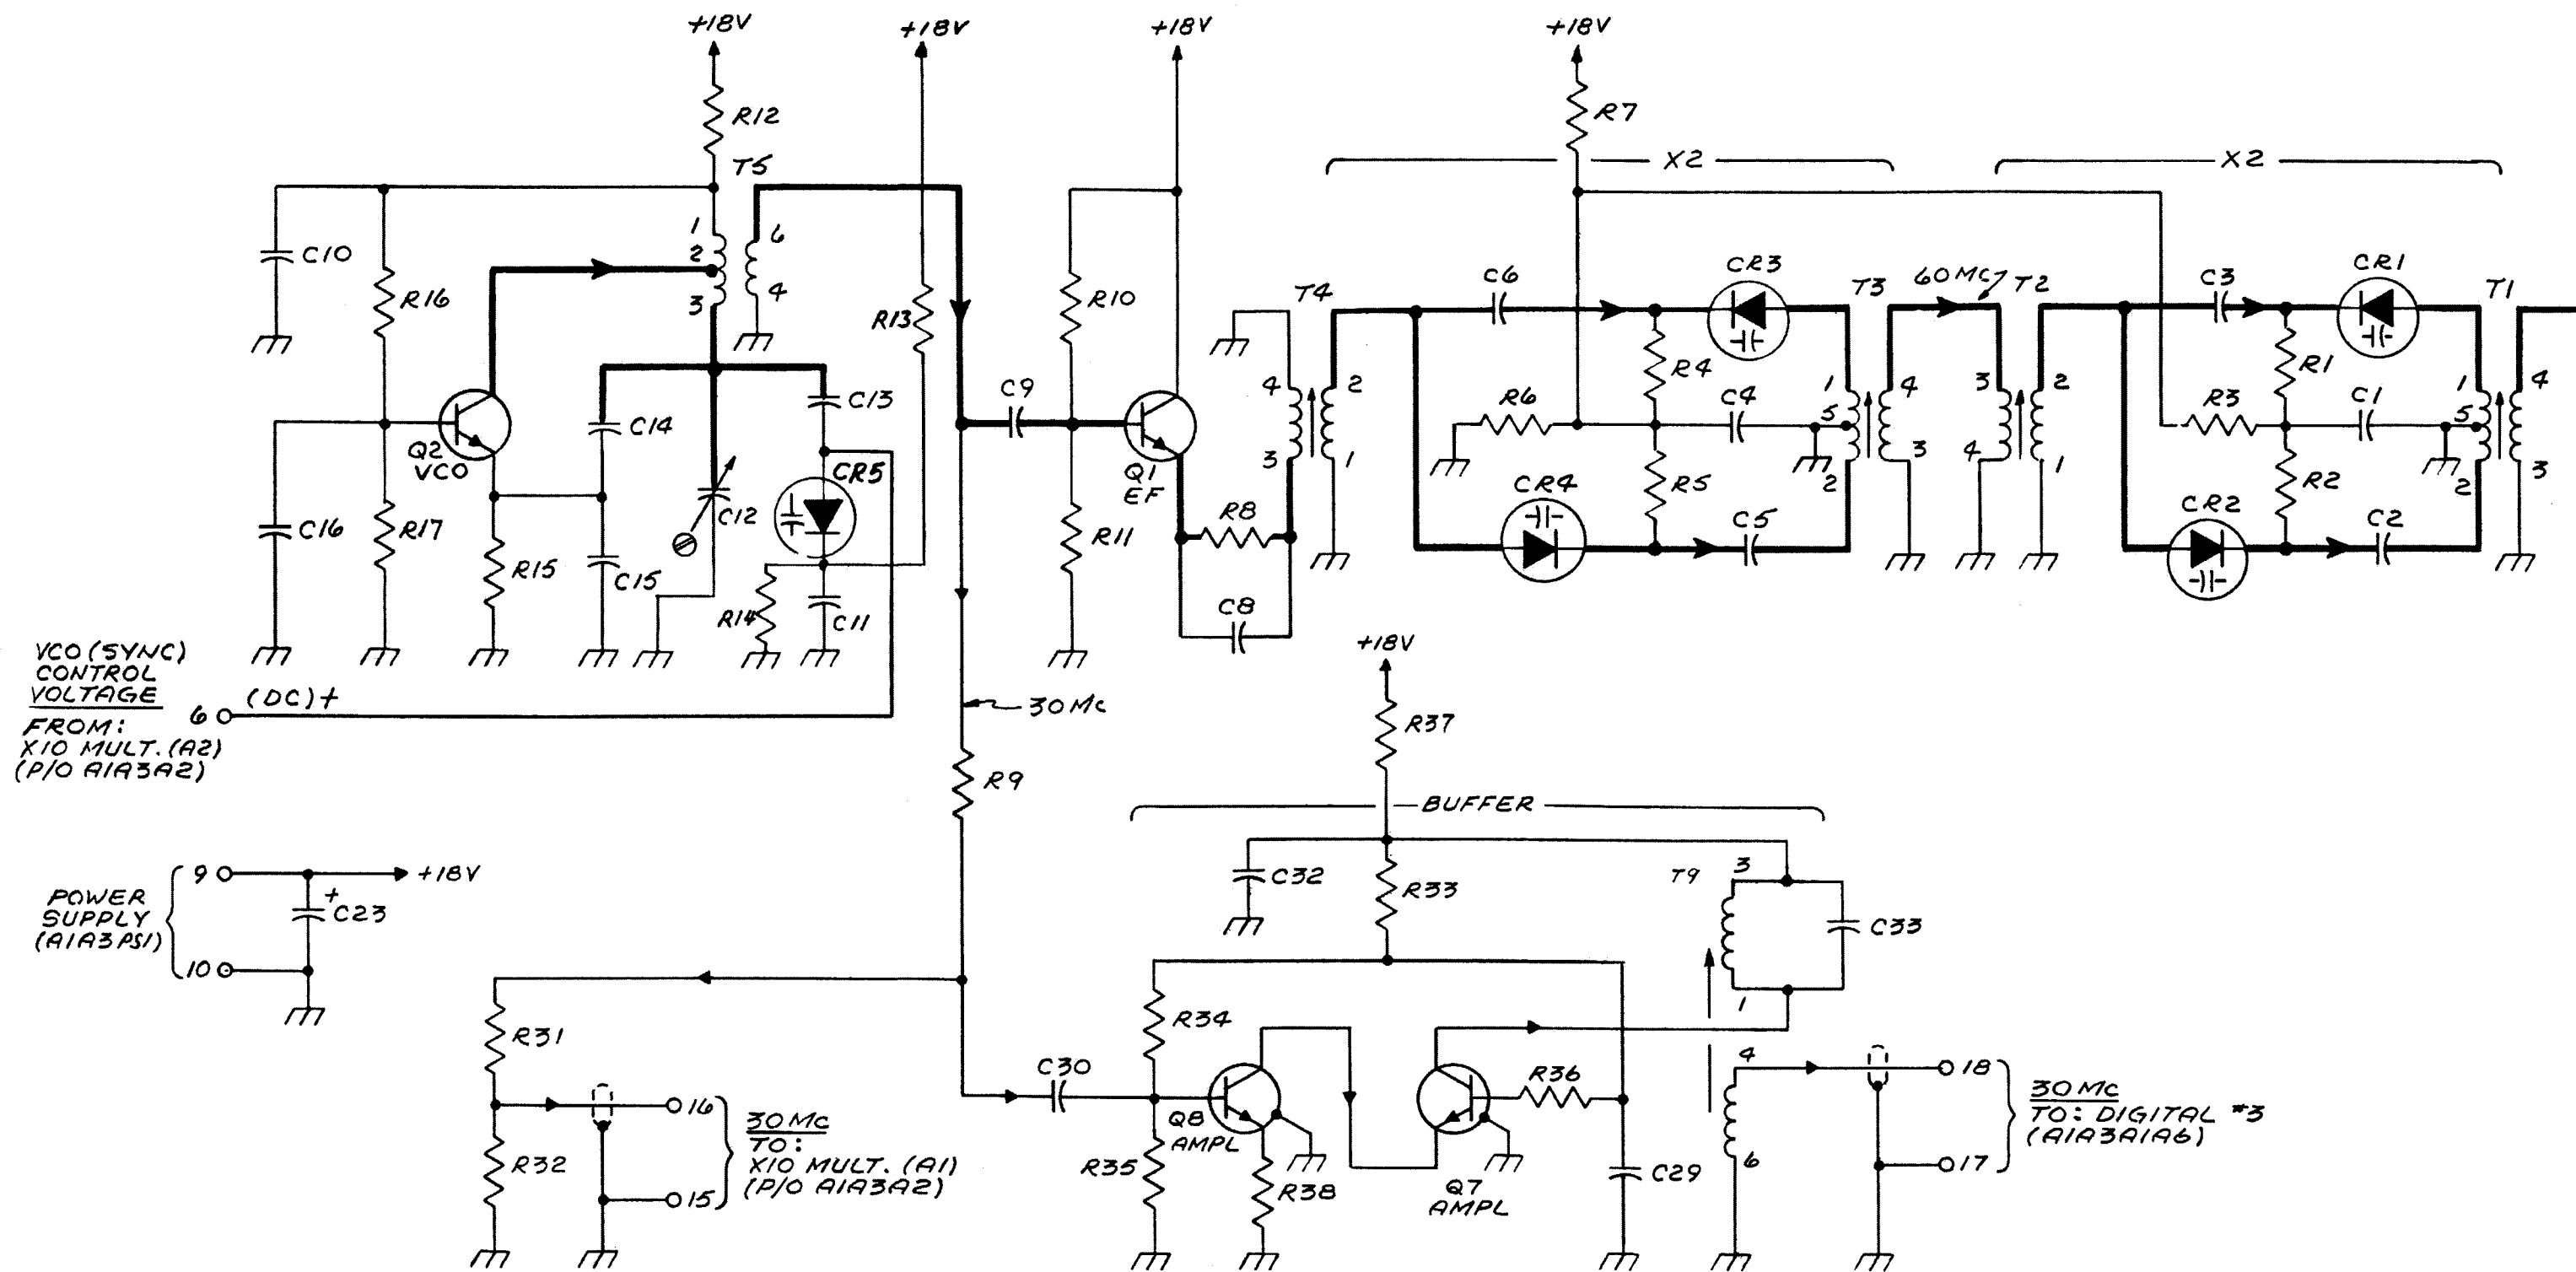 +18V
+18V
+18V
+18V
R12
R7
T5
X2
X2
1
2
3
6
4
C10
R16
R13
R10
C6
CR3
T4
T3
60 MC
T2
C3
CR1
T1
C9
R4
R1
4
2
1
4
3
2
1
4
C14
C13
R6
C4
5
R3
C1
5
Q2
VCO
CR5
Q1
EF
3
1
2
3
4
1
2
3
C16
R17
R15
C15
C12
R14
C11
R11
R8
C8
CR4
R5
C5
R2
CR2
C2
VCO (SYNC)
CONTROL
VOLTAGE
FROM:
X10 MULT. (A2)
(P/O A1A3A2)
6
(DC)+
30 Mc
+18V
R37
R9
BUFFER
POWER
SUPPLY
(A1A3PS1)
9
+18V
+
C23
10
C32
R33
T9
3
C33
1
R31
R34
C30
R32
16
15
30 Mc
TO:
X10 MULT. (A1)
(P/O A1A3A2)
Q8
AMPL
R35
R38
R36
Q7
AMPL
C29
4
6
18
17
30 Mc
TO: DIGITAL #3
(A1A3A1A6)